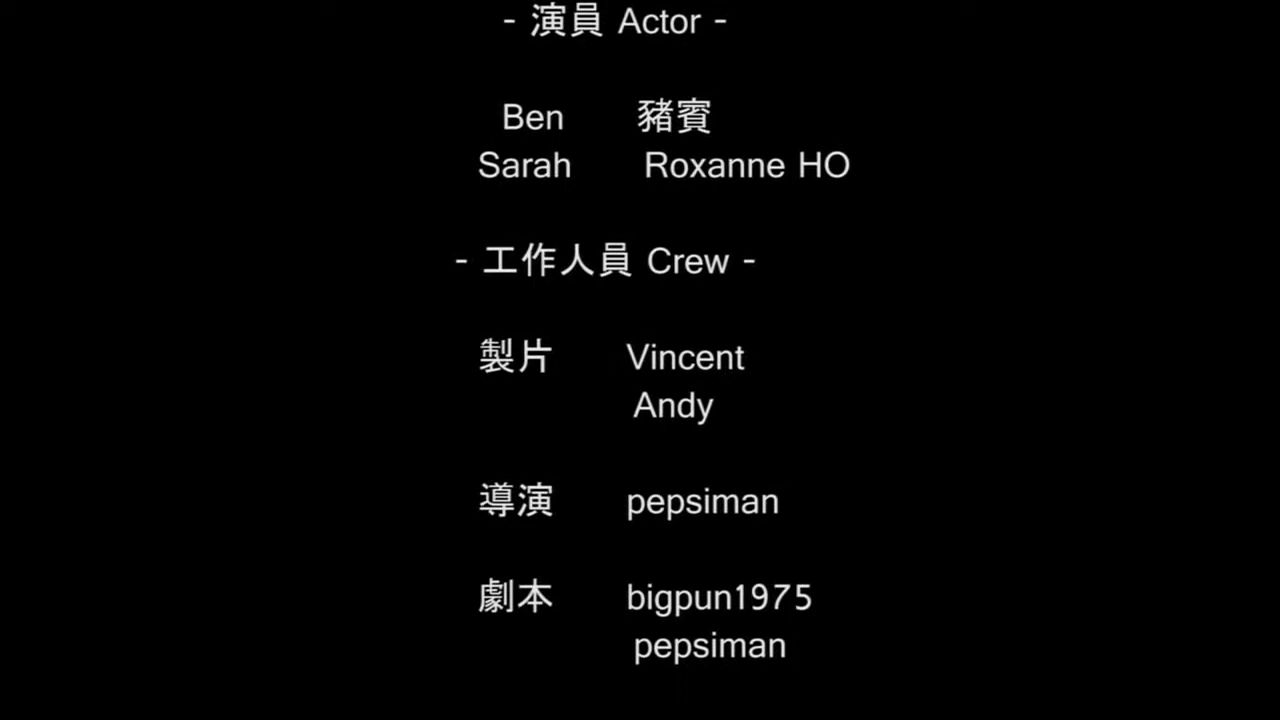 - 演員 Actor -
Ben 豬賓
Sarah Roxanne HO
- 工作人員 Crew -
製片 Vincent
Andy
導演 pepsiman
劇本 bigpun1975
pepsiman